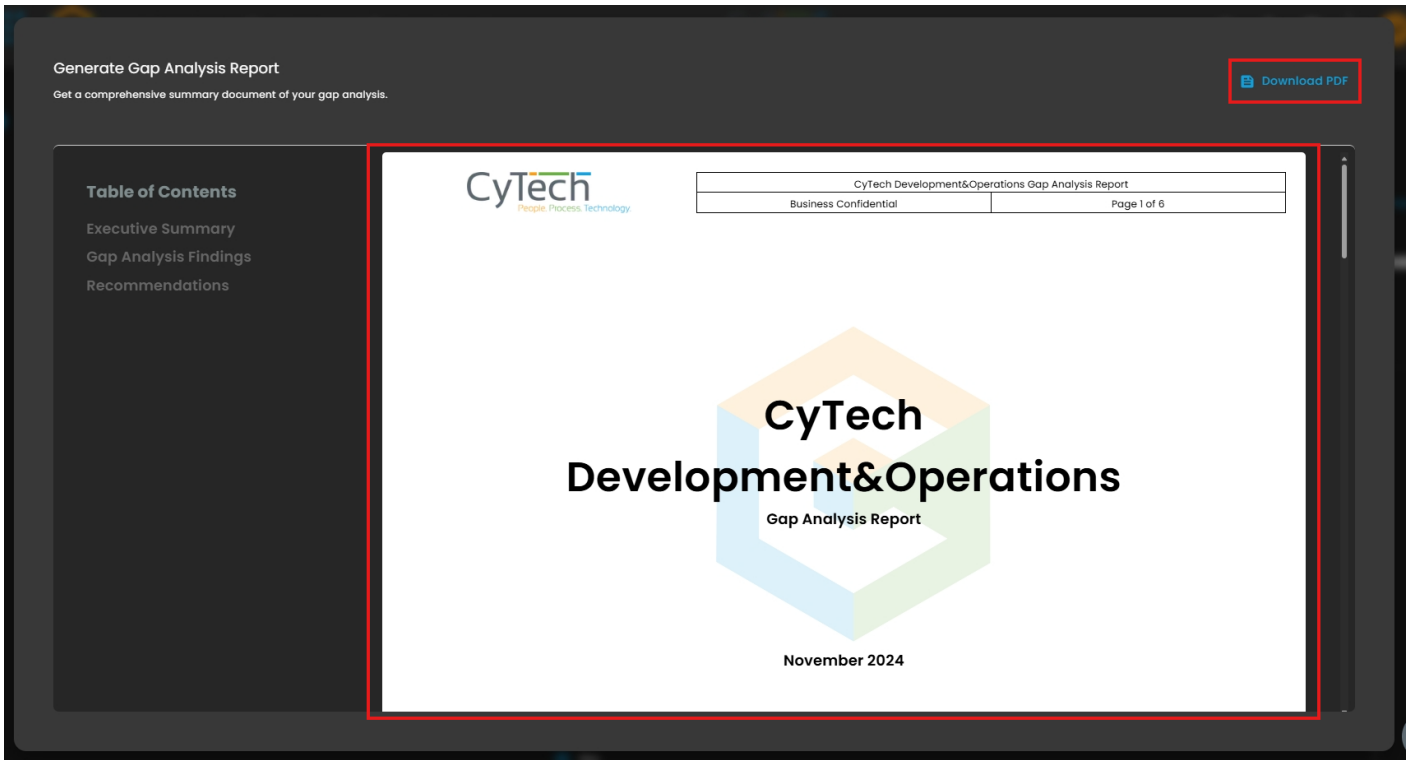 Generate Gap Analysis Report
Get a comprehensive summary document of your gap analysis.
Download PDF
Table of Contents
Executive Summary
Gap Analysis Findings
Recommendations
CyTech
People. Process. Technology.
CyTech Development&Operations Gap Analysis Report
Business Confidential
Page 1 of 6
CyTech
Development&Operations
Gap Analysis Report
November 2024